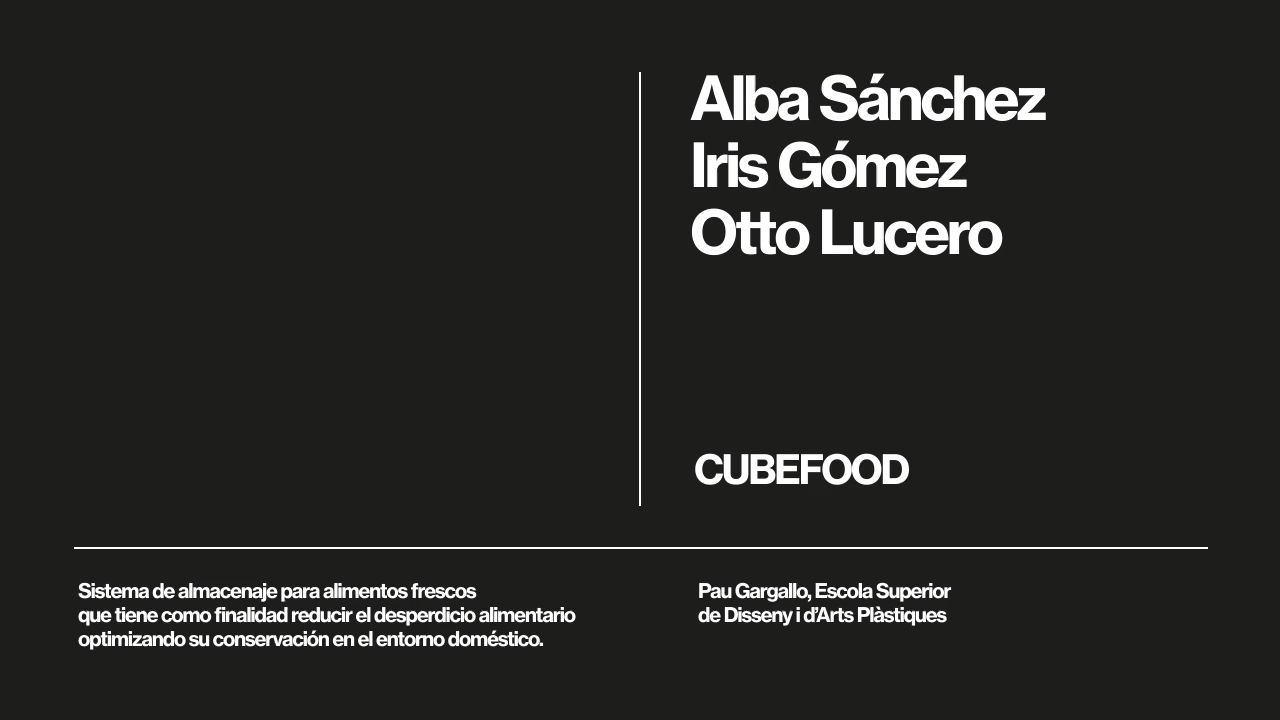 Alba Sánchez
Iris Gómez
Otto Lucero
CUBEFOOD
Sistema de almacenaje para alimentos frescos
que tiene como finalidad reducir el desperdicio alimentario
optimizando su conservación en el entorno doméstico.
Pau Gargallo, Escola Superior
de Disseny i d’Arts Plàstiques